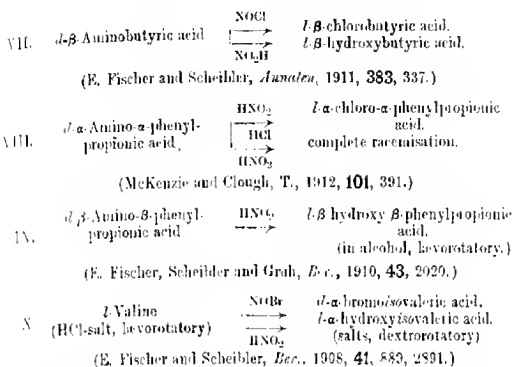 NOCl
VII. d-β-Aminobutyric acid l-β-chlorobutyric acid.
l-β-hydroxybutyric acid.
NO₂H
(E. Fischer and Scheibler, Annalen, 1911, 383, 337.)
HNO₂
VIII. d-α-Amino-α-phenyl- l-α-chloro-α-phenylpropionic
propionic acid, HCl acid.
complete racemisation.
HNO₂
(McKenzie and Clough, T., 1912, 101, 391.)
IX. d-β-Amino-β-phenyl- HNO₂ l-β hydroxy β-phenylpropionic
propionic acid acid.
(in alcohol, lævorotatory.)
(E. Fischer, Scheibler and Groh, Ber., 1910, 43, 2020.)
NOBr
X l-Valine d-α-bromoisovaleric acid.
(HCl-salt, lævorotatory) l-α-hydroxyisovaleric acid.
HNO₂ (salts, dextrorotatory)
(E. Fischer and Scheibler, Ber., 1908, 41, 889, 2891.)